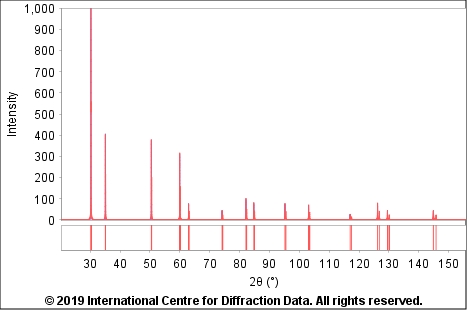 1,000
900
800
700
600
500
400
300
200
100
0
Intensity
30 40 50 60 70 80 90 100 110 120 130 140 150
2θ (°)
© 2019 International Centre for Diffraction Data. All rights reserved.